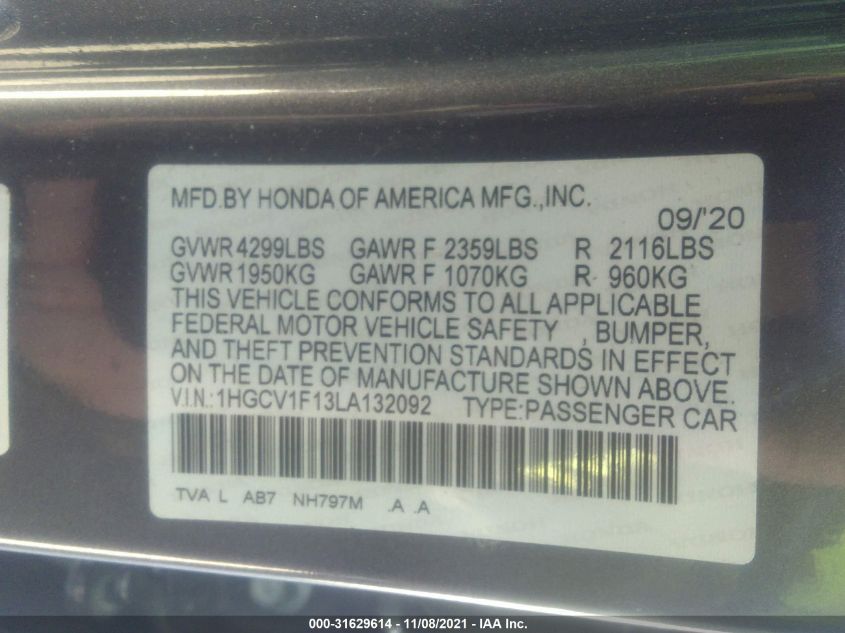 MFD.BY HONDA OF AMERICA MFG.,INC.
09/'20
GVWR 4299LBS GAWR F 2359LBS R 2116LBS
GVWR 1950KG GAWR F 1070KG R 960KG
THIS VEHICLE CONFORMS TO ALL APPLICABLE
FEDERAL MOTOR VEHICLE SAFETY , BUMPER,
AND THEFT PREVENTION STANDARDS IN EFFECT
ON THE DATE OF MANUFACTURE SHOWN ABOVE.
V.I.N.:1HGCV1F13LA132092 TYPE:PASSENGER CAR
TVA L AB7 NH797M .A .A
000-31629614 - 11/08/2021 - IAA Inc.